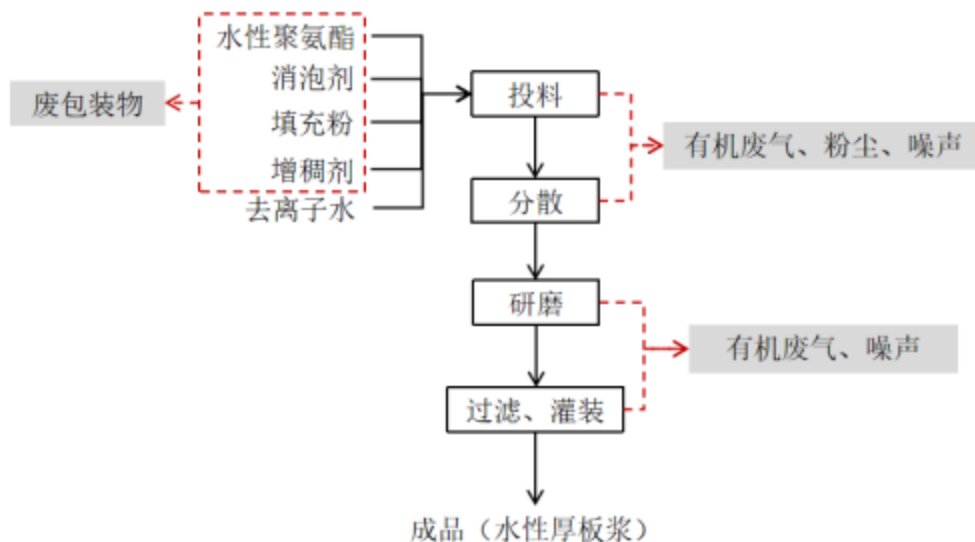 水性聚氨酯
消泡剂
填充粉
增稠剂
去离子水
废包装物
投料
有机废气、粉尘、噪声
分散
研磨
有机废气、噪声
过滤、灌装
成品（水性厚板浆）